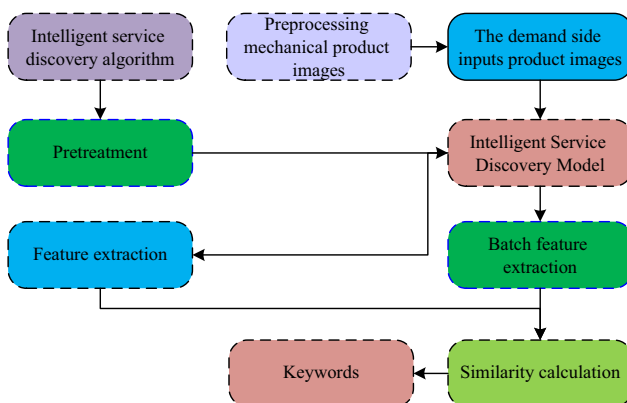 Intelligent service
discovery algorithm
Preprocessing
mechanical product
images
The demand side
inputs product images
Pretreatment
Intelligent Service
Discovery Model
Feature extraction
Batch feature
extraction
Keywords
Similarity calculation